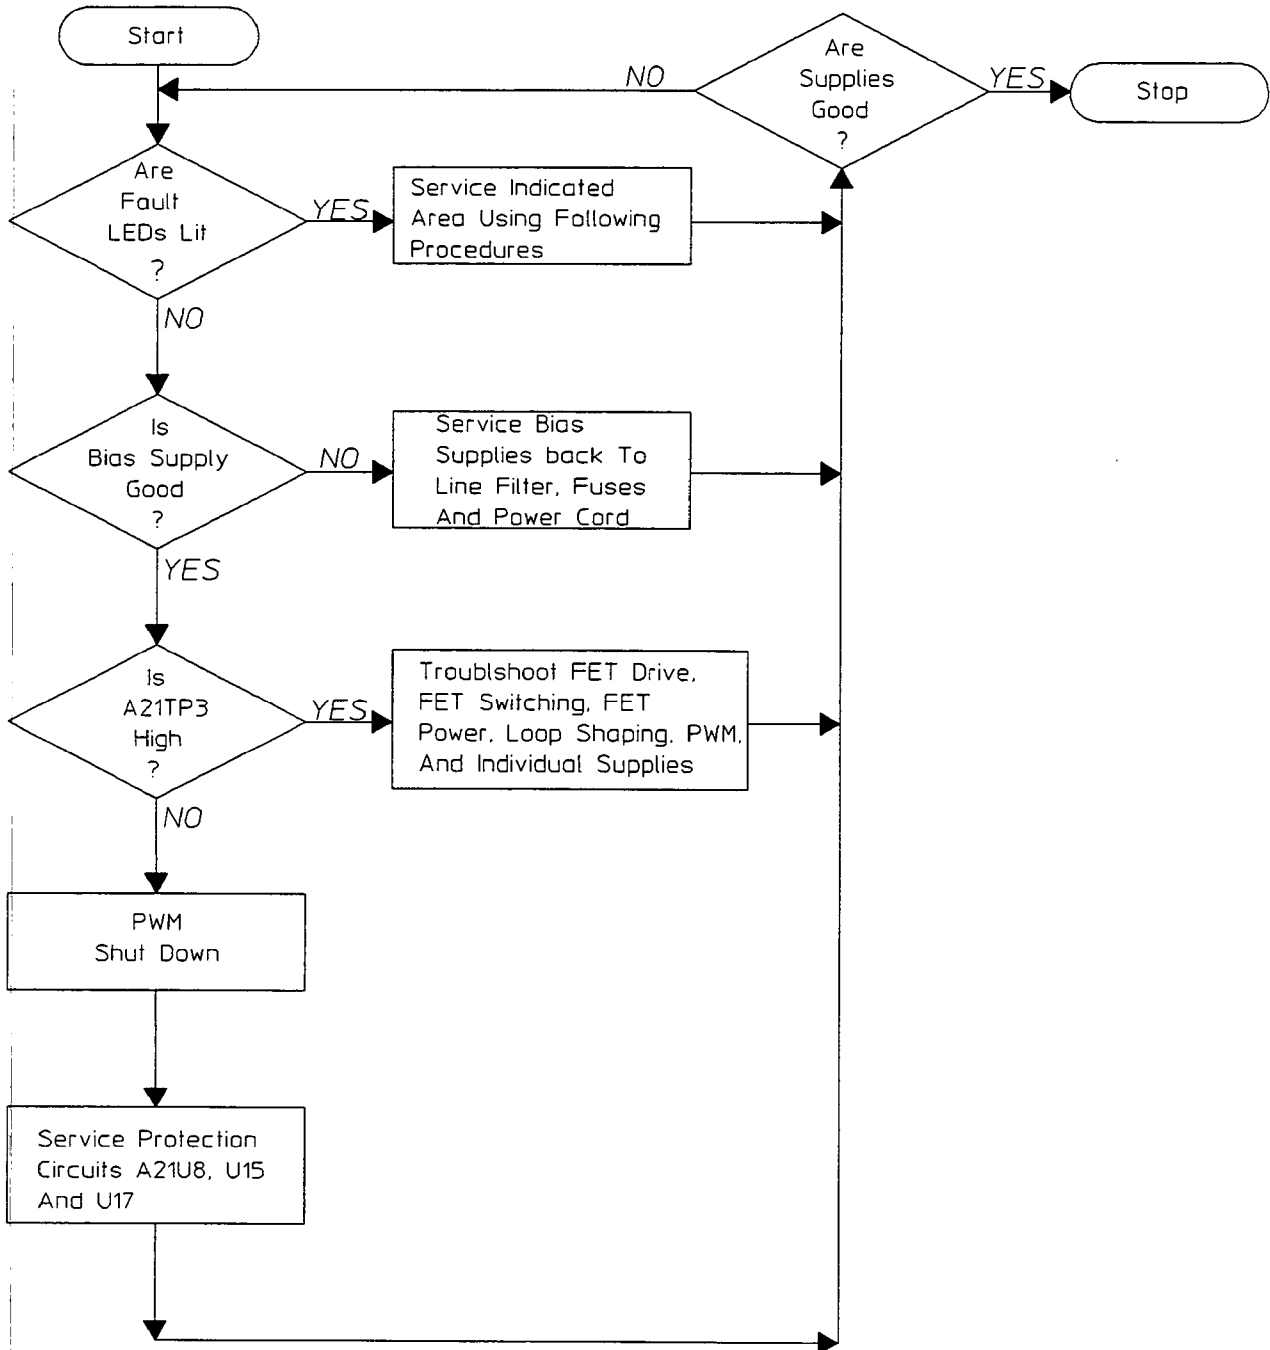 Start
Are
Supplies
Good
?
NO
YES
Stop
Are
Fault
LEDs Lit
?
YES
Service Indicated
Area Using Following
Procedures
NO
Is
Bias Supply
Good
?
NO
Service Bias
Supplies back To
Line Filter, Fuses
And Power Cord
YES
Is
A21TP3
High
?
YES
Troublshoot FET Drive,
FET Switching, FET
Power, Loop Shaping, PWM,
And Individual Supplies
NO
PWM
Shut Down
Service Protection
Circuits A21U8, U15
And U17